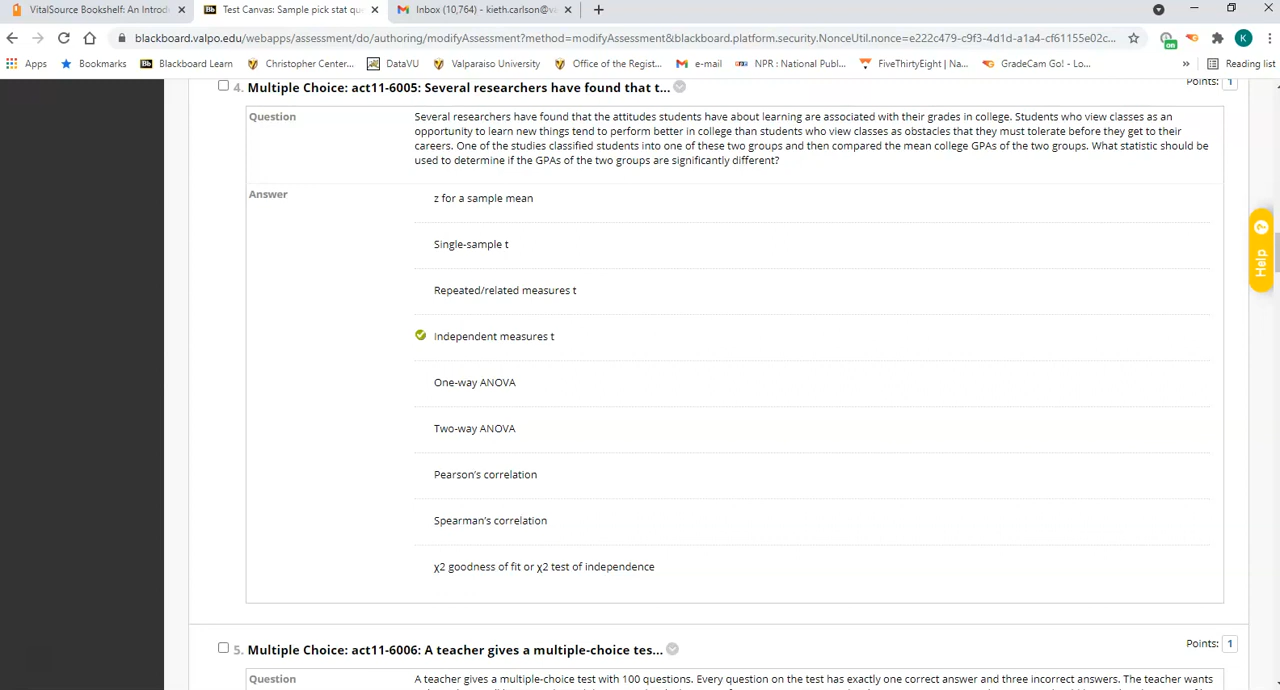 VitalSource Bookshelf: An Introd
Test Canvas: Sample pick stat que
Inbox (10,764) - kieth.carlson@va
blackboard.valpo.edu/webapps/assessment/do/authoring/modifyAssessment?method=modifyAssessment&blackboard.platform.security.NonceUtil.nonce=e222c479-c9f3-4d1d-a1a4-cf61155e02c...
on
K
Apps
Bookmarks
Bb
Blackboard Learn
Christopher Center...
DataVU
Valparaiso University
Office of the Regist...
e-mail
NPR : National Publ...
FiveThirtyEight | Na...
GradeCam Go! - Lo...
»
Reading list
4. Multiple Choice: act11-6005: Several researchers have found that t...
Points: 1
Question
Several researchers have found that the attitudes students have about learning are associated with their grades in college. Students who view classes as an
opportunity to learn new things tend to perform better in college than students who view classes as obstacles that they must tolerate before they get to their
careers. One of the studies classified students into one of these two groups and then compared the mean college GPAs of the two groups. What statistic should be
used to determine if the GPAs of the two groups are significantly different?
Answer
z for a sample mean
Single-sample t
Repeated/related measures t
Independent measures t
One-way ANOVA
Two-way ANOVA
Pearson's correlation
Spearman's correlation
χ2 goodness of fit or χ2 test of independence
? Help
5. Multiple Choice: act11-6006: A teacher gives a multiple-choice tes...
Points: 1
Question
A teacher gives a multiple-choice test with 100 questions. Every question on the test has exactly one correct answer and three incorrect answers. The teacher wants